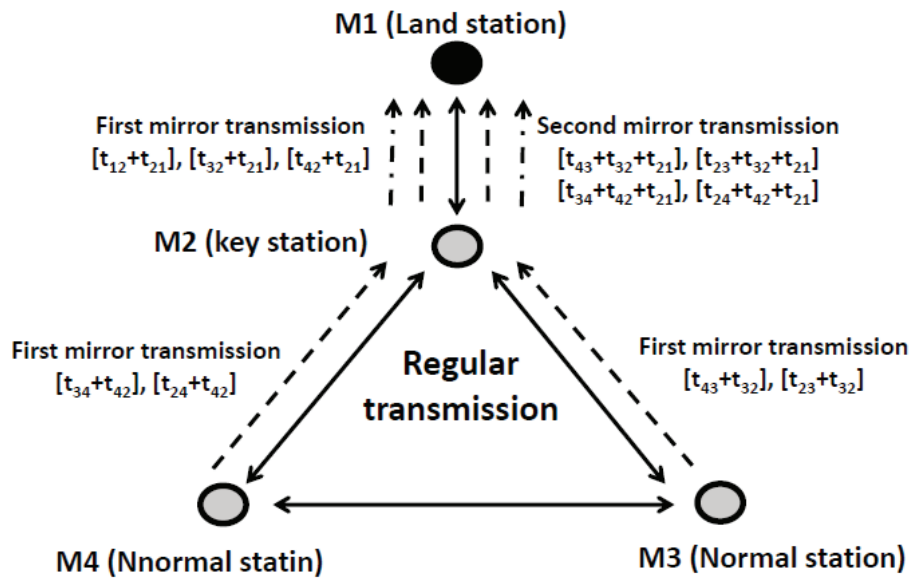 M1 (Land station)
First mirror transmission
[t12+t21], [t32+t21], [t42+t21]
Second mirror transmission
[t43+t32+t21], [t23+t32+t21]
[t34+t42+t21], [t24+t42+t21]
M2 (key station)
First mirror transmission
[t34+t42], [t24+t42]
Regular
transmission
First mirror transmission
[t43+t32], [t23+t32]
M4 (Nnormal statin)
M3 (Normal station)